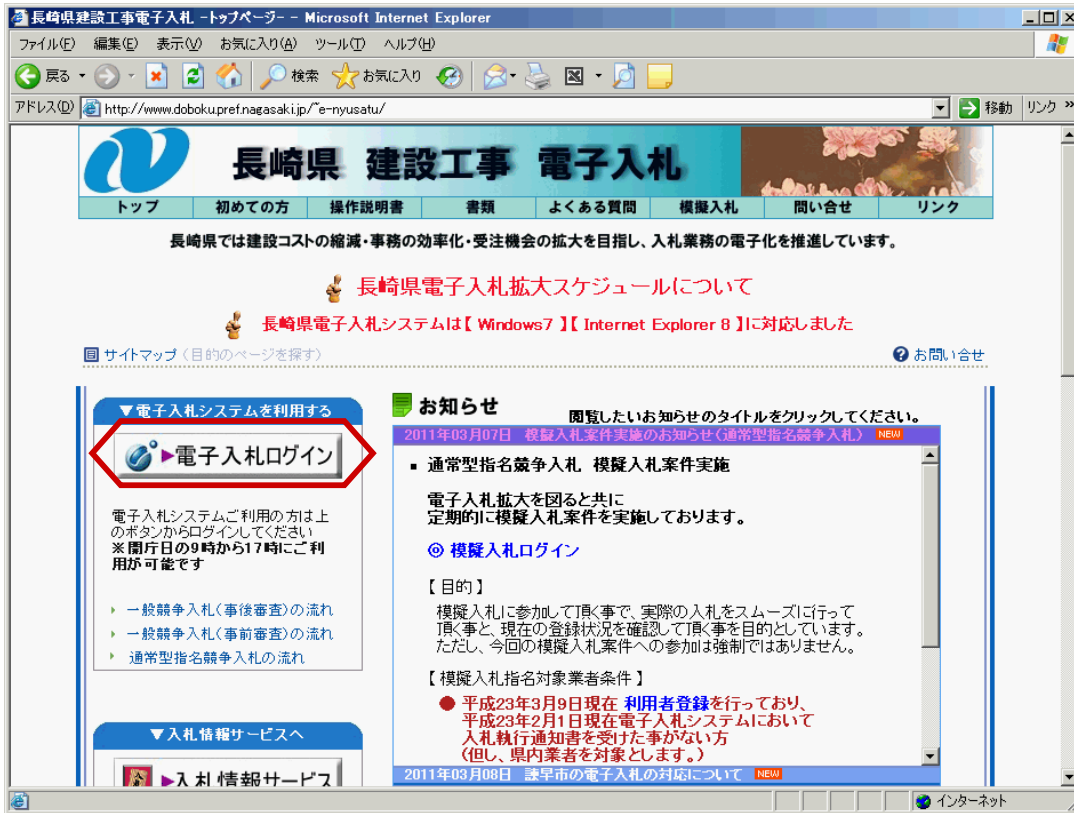 長崎県建設工事電子入札 -トップページ- - Microsoft Internet Explorer
ファイル(F) 編集(E) 表示(V) お気に入り(A) ツール(T) ヘルプ(H)
戻る 検索 お気に入り
アドレス(D) http://www.doboku.pref.nagasaki.jp/~e-nyusatu/ 移動 リンク »
長崎県 建設工事 電子入札
トップ 初めての方 操作説明書 書類 よくある質問 模擬入札 問い合せ リンク
長崎県では建設コストの縮減・事務の効率化・受注機会の拡大を目指し、入札業務の電子化を推進しています。
長崎県電子入札拡大スケジュールについて
長崎県電子入札システムは【 Windows7 】【 Internet Explorer 8 】に対応しました
サイトマップ（目的のページを探す） お問い合せ
▼電子入札システムを利用する
▶電子入札ログイン
電子入札システムご利用の方は上
のボタンからログインしてください
※開庁日の9時から17時にご利
用が可能です
一般競争入札（事後審査）の流れ
一般競争入札（事前審査）の流れ
通常型指名競争入札の流れ
▼入札情報サービスへ
▶入札情報サービス
お知らせ 閲覧したいお知らせのタイトルをクリックしてください。
2011年03月07日 模擬入札案件実施のお知らせ（通常型指名競争入札） NEW
▪ 通常型指名競争入札 模擬入札案件実施
電子入札拡大を図ると共に
定期的に模擬入札案件を実施しております。
◎ 模擬入札ログイン
【 目的 】
模擬入札に参加して頂く事で、実際の入札をスムーズに行って
頂く事と、現在の登録状況を確認して頂く事を目的としています。
ただし、今回の模擬入札案件への参加は強制ではありません。
【 模擬入札指名対象業者条件 】
● 平成23年3月9日現在 利用者登録を行っており、
平成23年2月1日現在電子入札システムにおいて
入札執行通知書を受けた事がない方
（但し、県内業者を対象とします。）
2011年03月08日 諫早市の電子入札の対応について NEW
インターネット